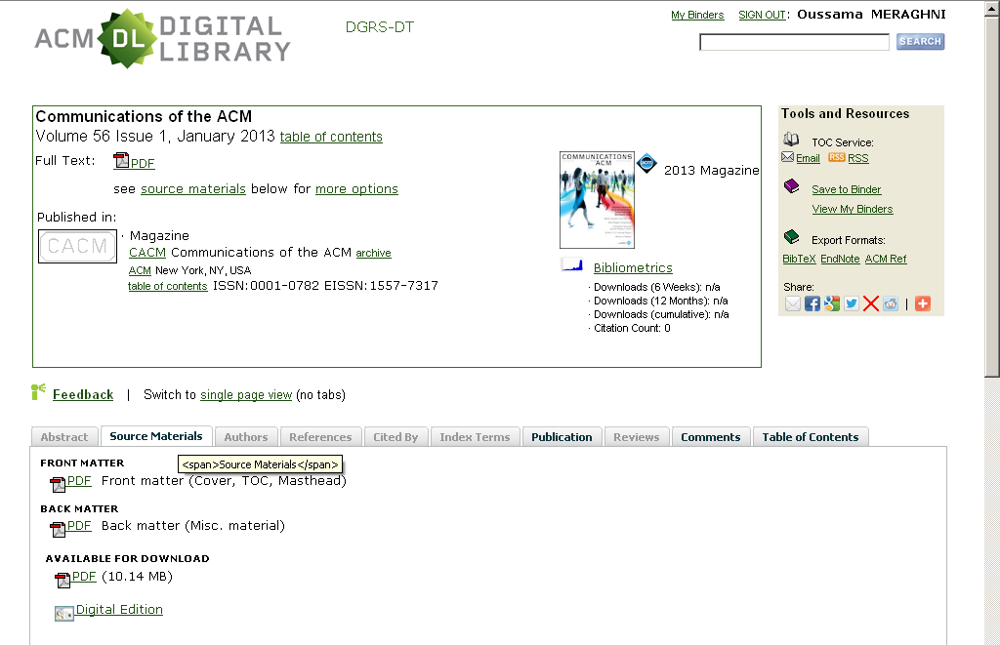 ACM DL DIGITAL LIBRARY
DGRS-DT
My Binders SIGN OUT: Oussama MERAGHNI
SEARCH
Communications of the ACM
Volume 56 Issue 1, January 2013 table of contents
Full Text: PDF
see source materials below for more options
COMMUNICATIONS
ACM
2013 Magazine
Published in:
CACM
· Magazine
CACM Communications of the ACM archive
ACM New York, NY, USA
table of contents ISSN:0001-0782 EISSN:1557-7317
Bibliometrics
· Downloads (6 Weeks): n/a
· Downloads (12 Months): n/a
· Downloads (cumulative): n/a
· Citation Count: 0
Tools and Resources
TOC Service:
Email RSS RSS
Save to Binder
View My Binders
Export Formats:
BibTeX EndNote ACM Ref
Share:
|
Feedback | Switch to single page view (no tabs)
Abstract Source Materials Authors References Cited By Index Terms Publication Reviews Comments Table of Contents
<span>Source Materials</span>
FRONT MATTER
PDF Front matter (Cover, TOC, Masthead)
BACK MATTER
PDF Back matter (Misc. material)
AVAILABLE FOR DOWNLOAD
PDF (10.14 MB)
Digital Edition